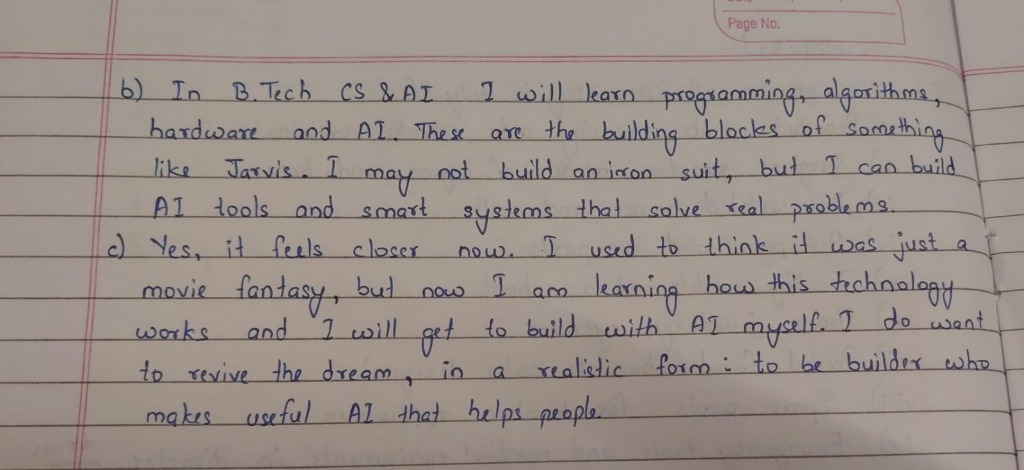 Page No.
b) In B.Tech CS & AI I will learn programming, algorithms,
hardware and AI. These are the building blocks of something
like Jarvis. I may not build an iron suit, but I can build
AI tools and smart systems that solve real problems.
c) Yes, it feels closer now. I used to think it was just a
movie fantasy, but now I am learning how this technology
works and I will get to build with AI myself. I do want
to revive the dream, in a realistic form: to be builder who
makes useful AI that helps people.